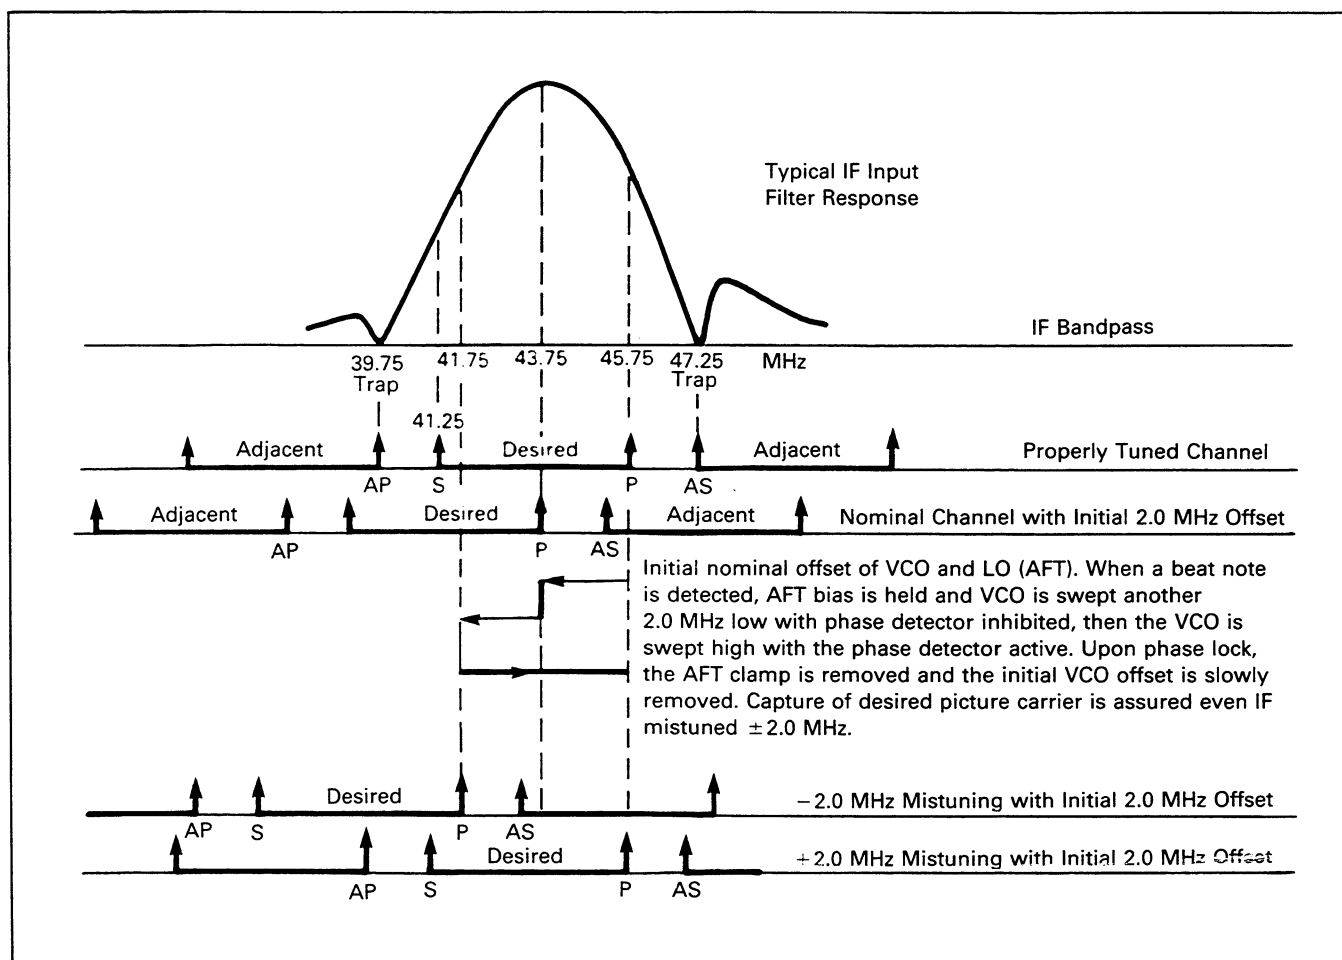 Typical IF Input
Filter Response
IF Bandpass
39.75 41.75 43.75 45.75 47.25 MHz
Trap Trap
41.25
Adjacent Desired Adjacent Properly Tuned Channel
AP S P AS
Adjacent Desired Adjacent Nominal Channel with Initial 2.0 MHz Offset
AP P AS
Initial nominal offset of VCO and LO (AFT). When a beat note
is detected, AFT bias is held and VCO is swept another
2.0 MHz low with phase detector inhibited, then the VCO is
swept high with the phase detector active. Upon phase lock,
the AFT clamp is removed and the initial VCO offset is slowly
removed. Capture of desired picture carrier is assured even IF
mistuned ±2.0 MHz.
Desired −2.0 MHz Mistuning with Initial 2.0 MHz Offset
AP S P AS
Desired +2.0 MHz Mistuning with Initial 2.0 MHz Offset
AP S P AS